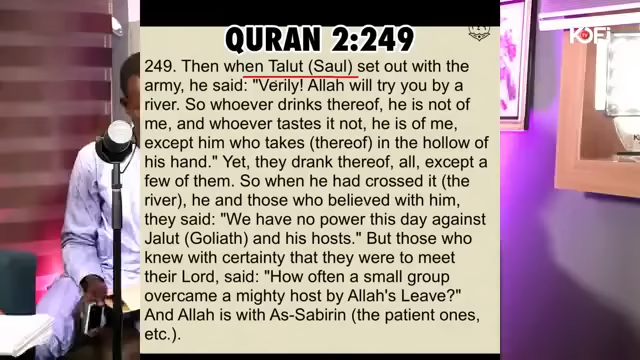 QURAN 2:249
KOFi
TV
249. Then when Talut (Saul) set out with the
army, he said: "Verily! Allah will try you by a
river. So whoever drinks thereof, he is not of
me, and whoever tastes it not, he is of me,
except him who takes (thereof) in the hollow of
his hand." Yet, they drank thereof, all, except a
few of them. So when he had crossed it (the
river), he and those who believed with him,
they said: "We have no power this day against
Jalut (Goliath) and his hosts." But those who
knew with certainty that they were to meet
their Lord, said: "How often a small group
overcame a mighty host by Allah's Leave?"
And Allah is with As-Sabirin (the patient ones,
etc.).